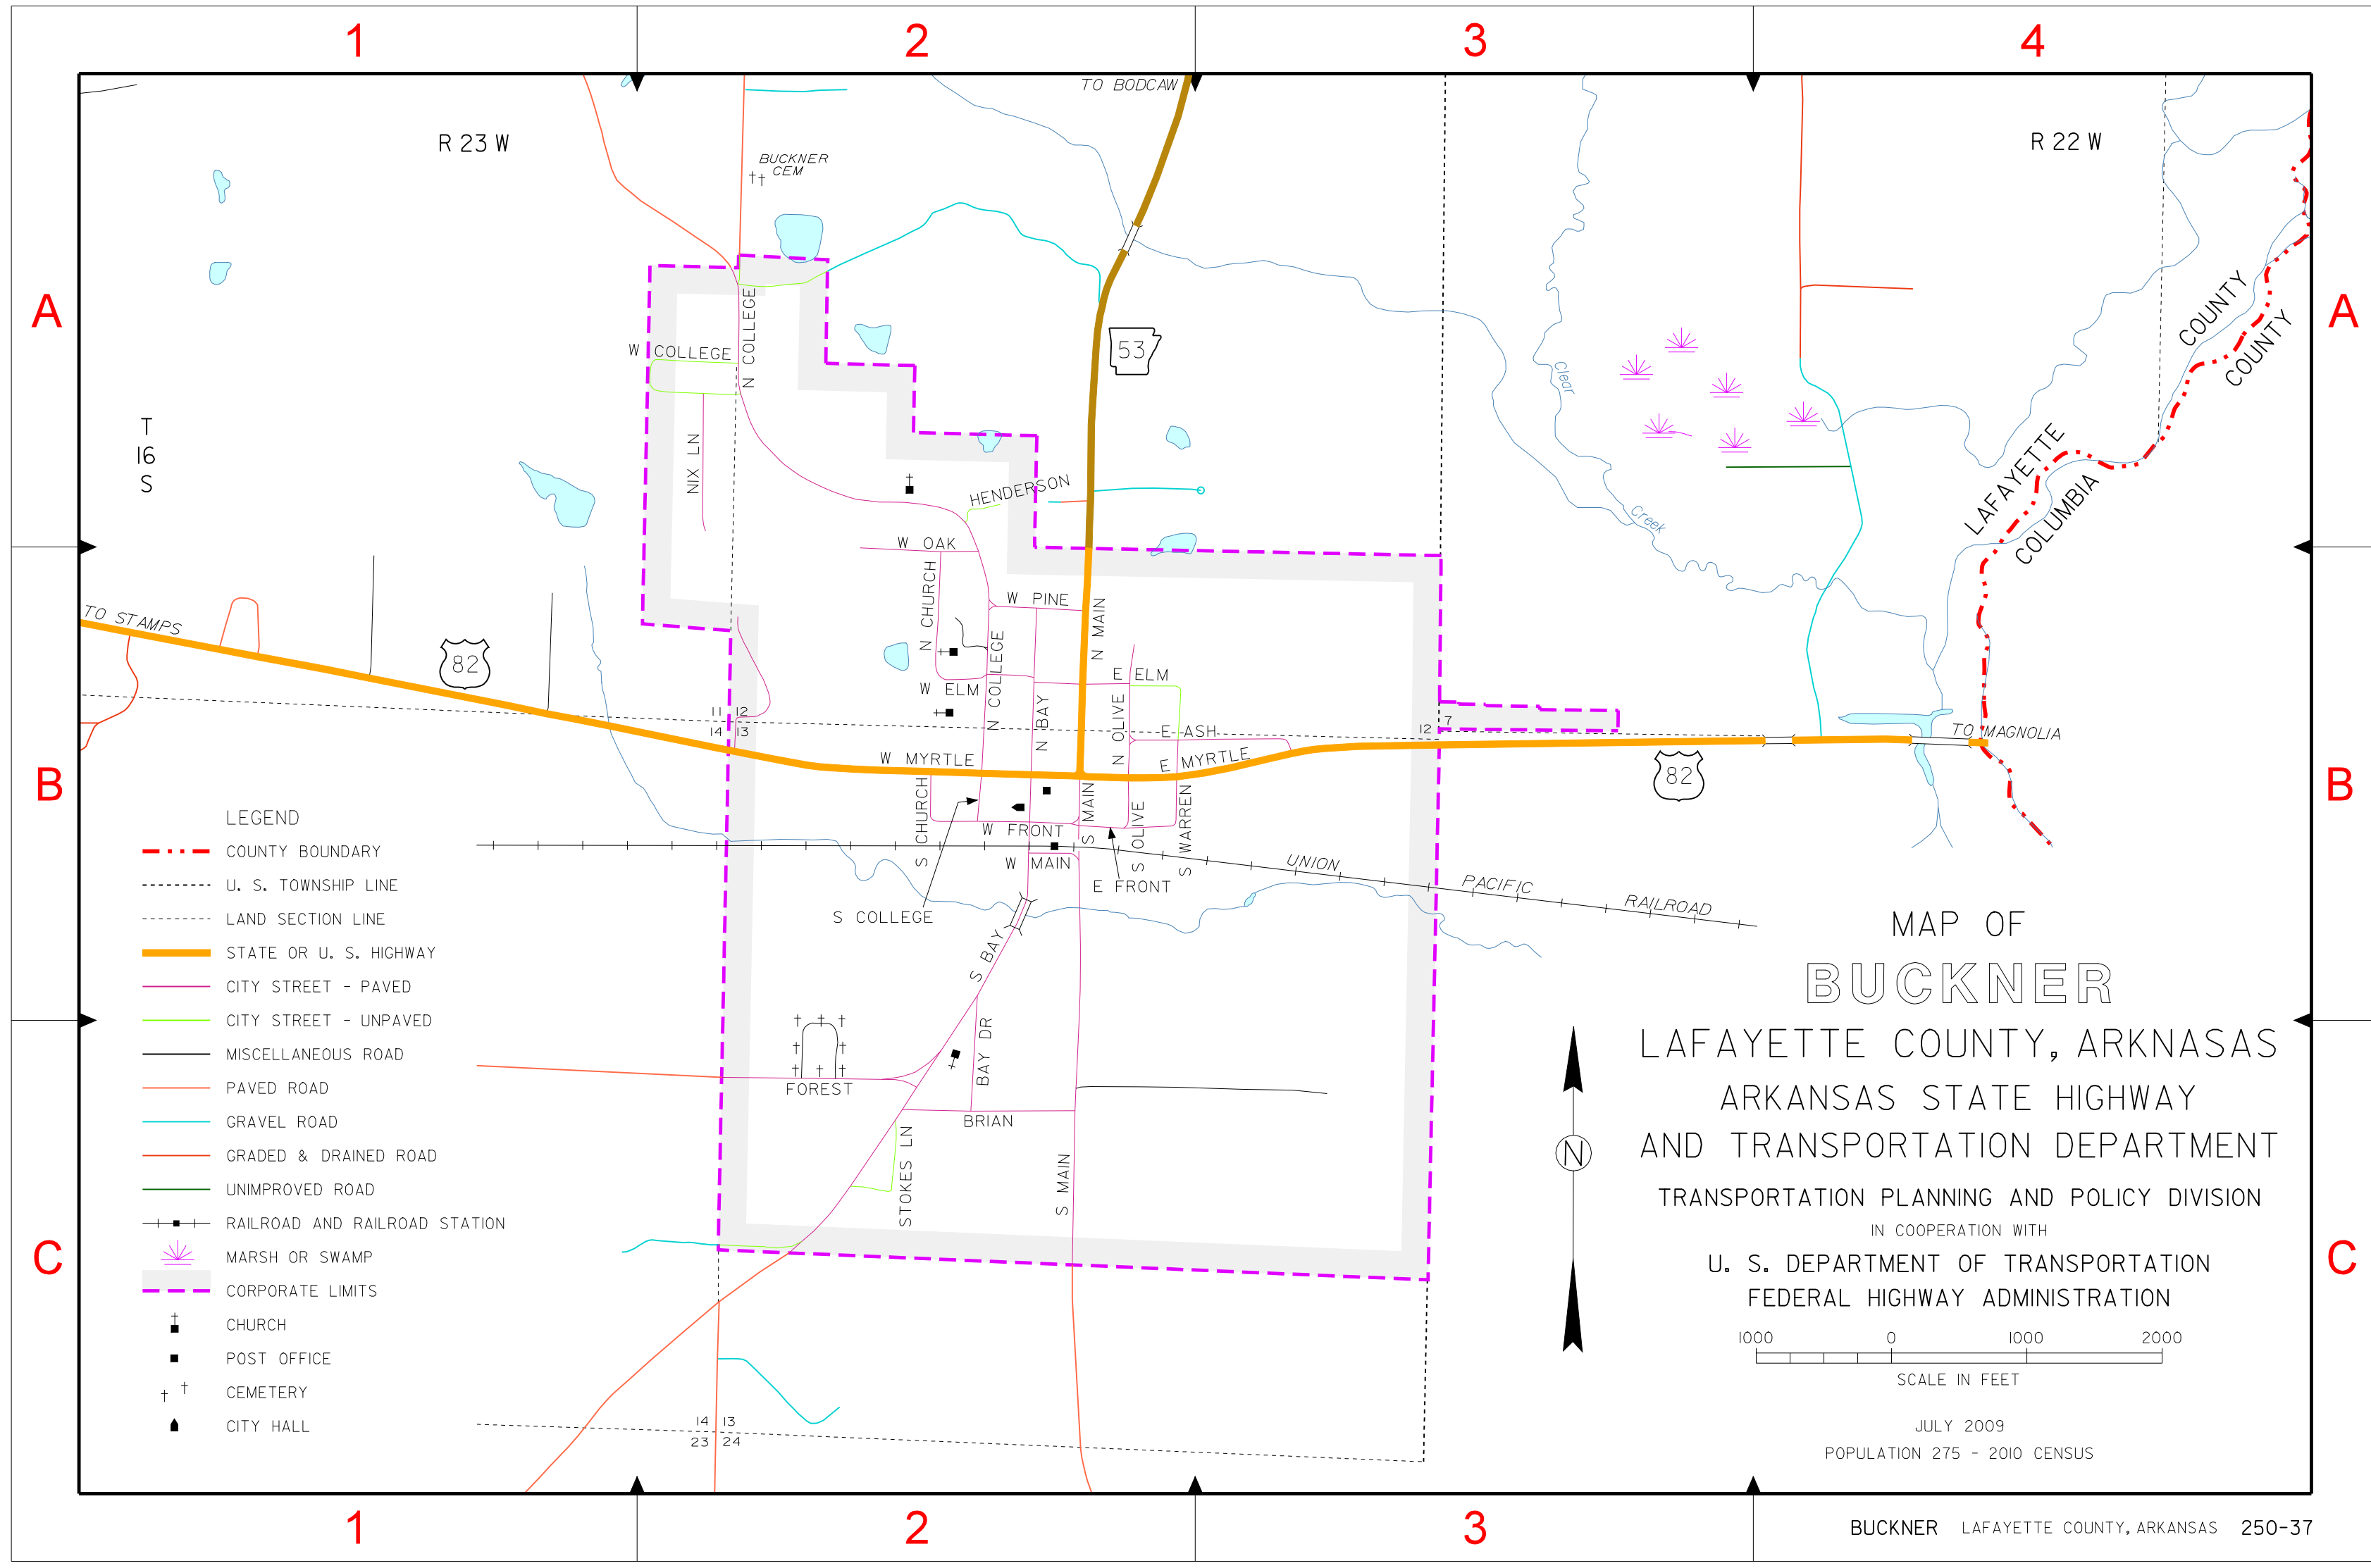 1 2 3 4
TO BODCAW
R 23 W
R 22 W
BUCKNER
CEM
A
A
COUNTY
COUNTY
N COLLEGE
53
W COLLEGE
Clear
T
16
S
NIX LN
HENDERSON
LAFAYETTE
COLUMBIA
Creek
W OAK
N CHURCH
W PINE
N MAIN
TO STAMPS
82
N COLLEGE
E ELM
W ELM
N COLLEGE
N BAY
N OLIVE
11 12
14 13
12 7
E ASH
TO MAGNOLIA
W MYRTLE
E MYRTLE
82
B
B
S CHURCH
S MAIN
S OLIVE
S WARREN
W FRONT
W MAIN
E FRONT
S COLLEGE
UNION
PACIFIC
RAILROAD
S BAY
BAY DR
FOREST
BRIAN
STOKES LN
S MAIN
C
C
14 13
23 24
LEGEND
COUNTY BOUNDARY
U. S. TOWNSHIP LINE
LAND SECTION LINE
STATE OR U. S. HIGHWAY
CITY STREET - PAVED
CITY STREET - UNPAVED
MISCELLANEOUS ROAD
PAVED ROAD
GRAVEL ROAD
GRADED & DRAINED ROAD
UNIMPROVED ROAD
RAILROAD AND RAILROAD STATION
MARSH OR SWAMP
CORPORATE LIMITS
CHURCH
POST OFFICE
CEMETERY
CITY HALL
MAP OF
BUCKNER
LAFAYETTE COUNTY, ARKNASAS
ARKANSAS STATE HIGHWAY
AND TRANSPORTATION DEPARTMENT
TRANSPORTATION PLANNING AND POLICY DIVISION
IN COOPERATION WITH
U. S. DEPARTMENT OF TRANSPORTATION
FEDERAL HIGHWAY ADMINISTRATION
N
1000 0 1000 2000
SCALE IN FEET
JULY 2009
POPULATION 275 - 2010 CENSUS
1 2 3
BUCKNER LAFAYETTE COUNTY, ARKANSAS 250-37